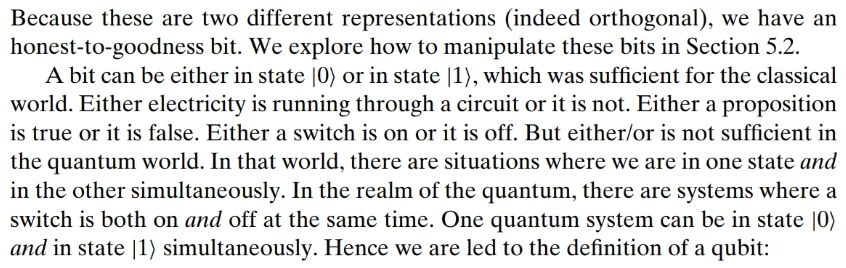 Because these are two different representations (indeed orthogonal), we have an
honest-to-goodness bit. We explore how to manipulate these bits in Section 5.2.
A bit can be either in state |0⟩ or in state |1⟩, which was sufficient for the classical
world. Either electricity is running through a circuit or it is not. Either a proposition
is true or it is false. Either a switch is on or it is off. But either/or is not sufficient in
the quantum world. In that world, there are situations where we are in one state and
in the other simultaneously. In the realm of the quantum, there are systems where a
switch is both on and off at the same time. One quantum system can be in state |0⟩
and in state |1⟩ simultaneously. Hence we are led to the definition of a qubit: